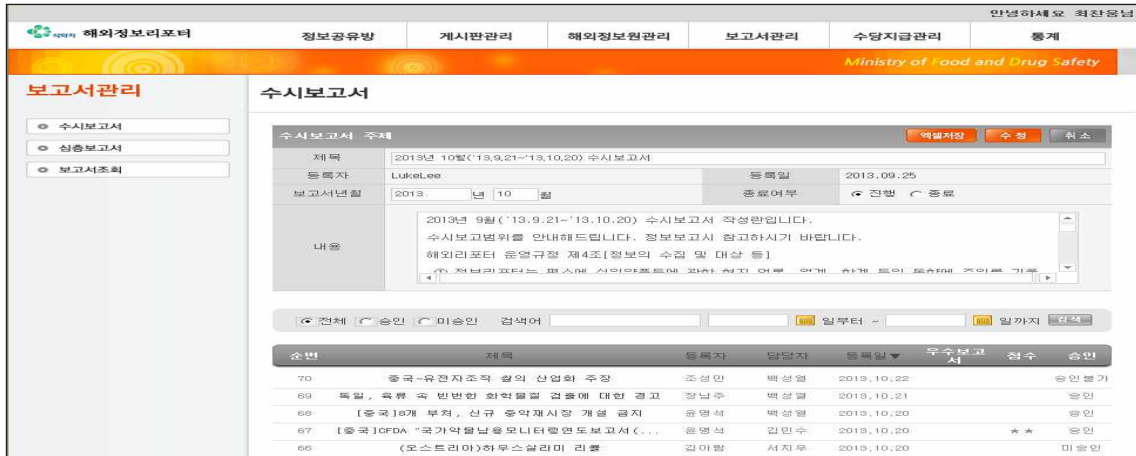 안녕하세요 최찬웅님
식약처 해외정보리포터
정보공유방 게시판관리 해외정보원관리 보고서관리 수당지급관리 통계
Ministry of Food and Drug Safety
보고서관리
수시보고서
심층보고서
보고서조회
수시보고서
수시보고서 주제 엑셀저장 수정 취소
제목 2013년 10월('13.9.21~'13.10.20) 수시보고서
등록자 LukeLee 등록일 2013.09.25
보고서년월 2013 년 10 월 종료여부 진행 종료
내용
2013년 9월('13.9.21~'13.10.20) 수시보고서 작성란입니다.
수시보고범위를 안내해드립니다. 정보보고시 참고하시기 바랍니다.
해외리포터 운영규정 제4조[정보의 수집 및 대상 등]
전체 승인 미승인 검색어 일부터 ~ 일까지 검색
순번 제목 등록자 담당자 등록일▼ 우수보고서 점수 승인
70 중국-유전자조작 쌀의 산업화 주장 조성만 백성열 2013.10.22 승인불가
69 독일, 육류 속 빈번한 화학물질 검출에 대한 경고 장남주 백성열 2013.10.21 승인
68 [중국]8개 부처, 신규 중약재시장 개설 금지 윤명석 백성열 2013.10.20 승인
67 [중국]CFDA "국가약물남용모니터링연도보고서(... 윤명석 김민수 2013.10.20 ★★ 승인
66 (오스트리아)하우스살라미 리콜 김아람 서지우 2013.10.20 미승인